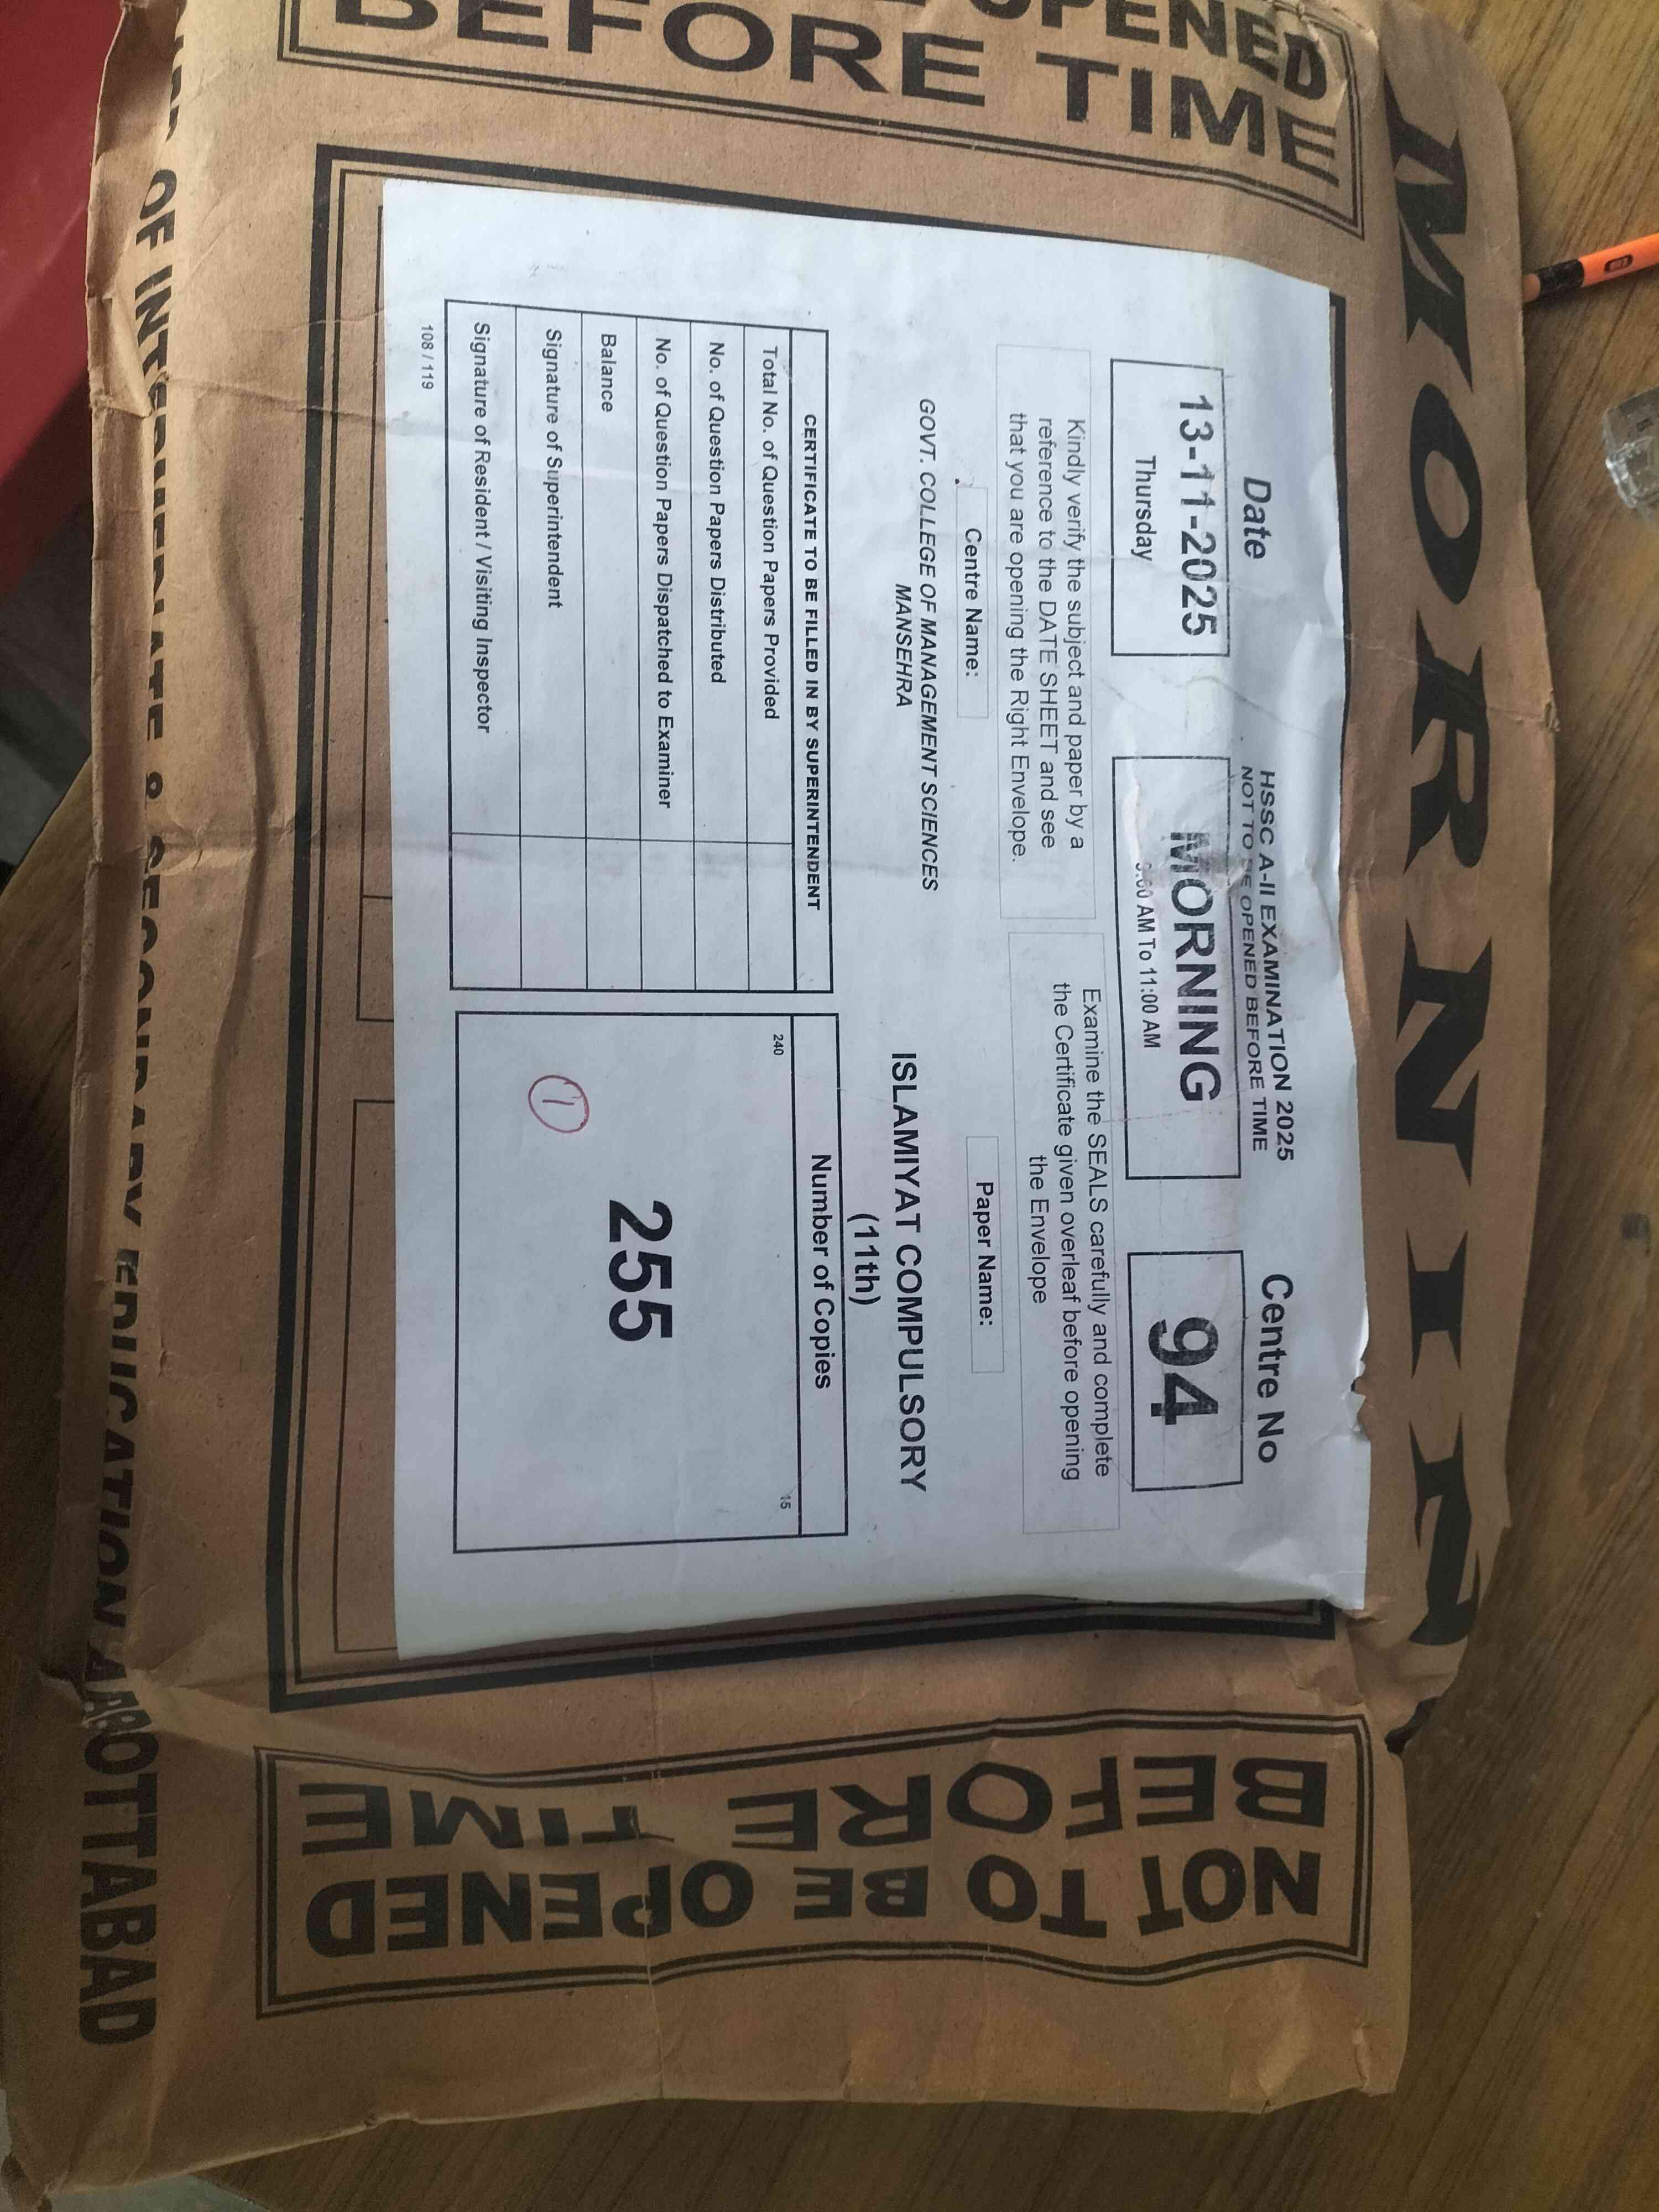 MORNIN
OPENED
BEFORE TIME
HSSC A-II EXAMINATION 2025
NOT TO BE OPENED BEFORE TIME
Date
13-11-2025
Thursday
MORNING
AM To 11:00 AM
Centre No
94
Kindly verify the subject and paper by a
reference to the DATE SHEET and see
that you are opening the Right Envelope.
Examine the SEALS carefully and complete
the Certificate given overleaf before opening
the Envelope
Centre Name:
GOVT. COLLEGE OF MANAGEMENT SCIENCES
MANSEHRA
Paper Name:
ISLAMIYAT COMPULSORY
(11th)
CERTIFICATE TO BE FILLED IN BY SUPERINTENDENT
Total No. of Question Papers Provided
No. of Question Papers Distributed
No. of Question Papers Dispatched to Examiner
Balance
Signature of Superintendent
Signature of Resident / Visiting Inspector
108 / 119
Number of Copies
240
15
255
1
NOT TO BE OPENED
BEFORE TIME
OF INTERMEDIATE & SECONDARY EDUCATION ABBOTTABAD